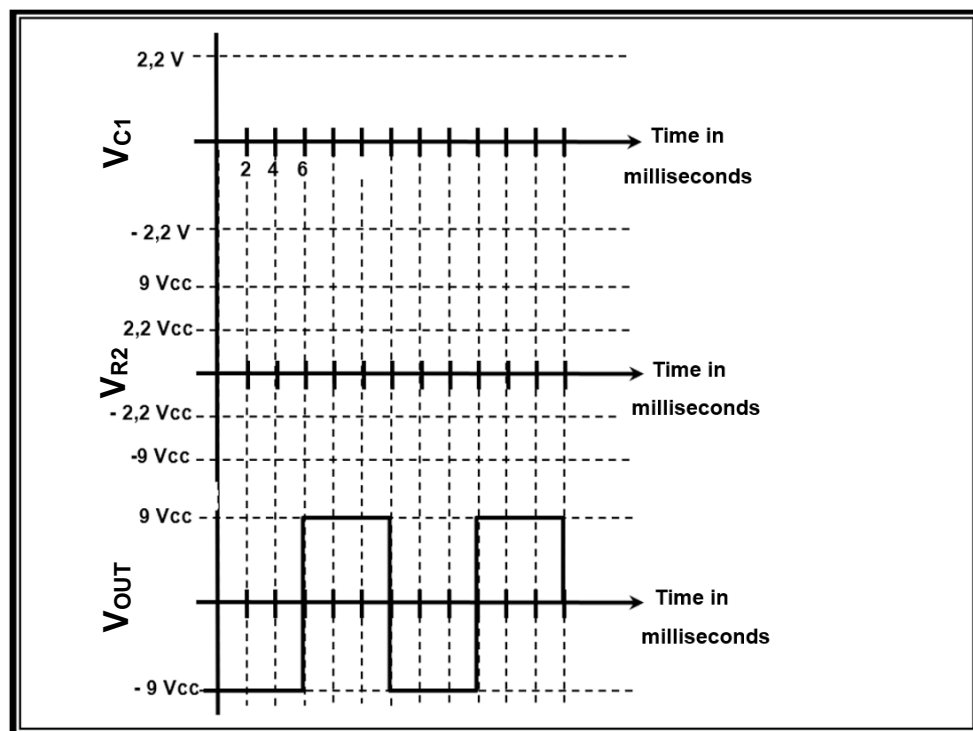 2,2 V
VC1
Time in
milliseconds
2 4 6
- 2,2 V
9 Vcc
2,2 Vcc
VR2
Time in
milliseconds
- 2,2 Vcc
-9 Vcc
9 Vcc
VOUT
Time in
milliseconds
- 9 Vcc